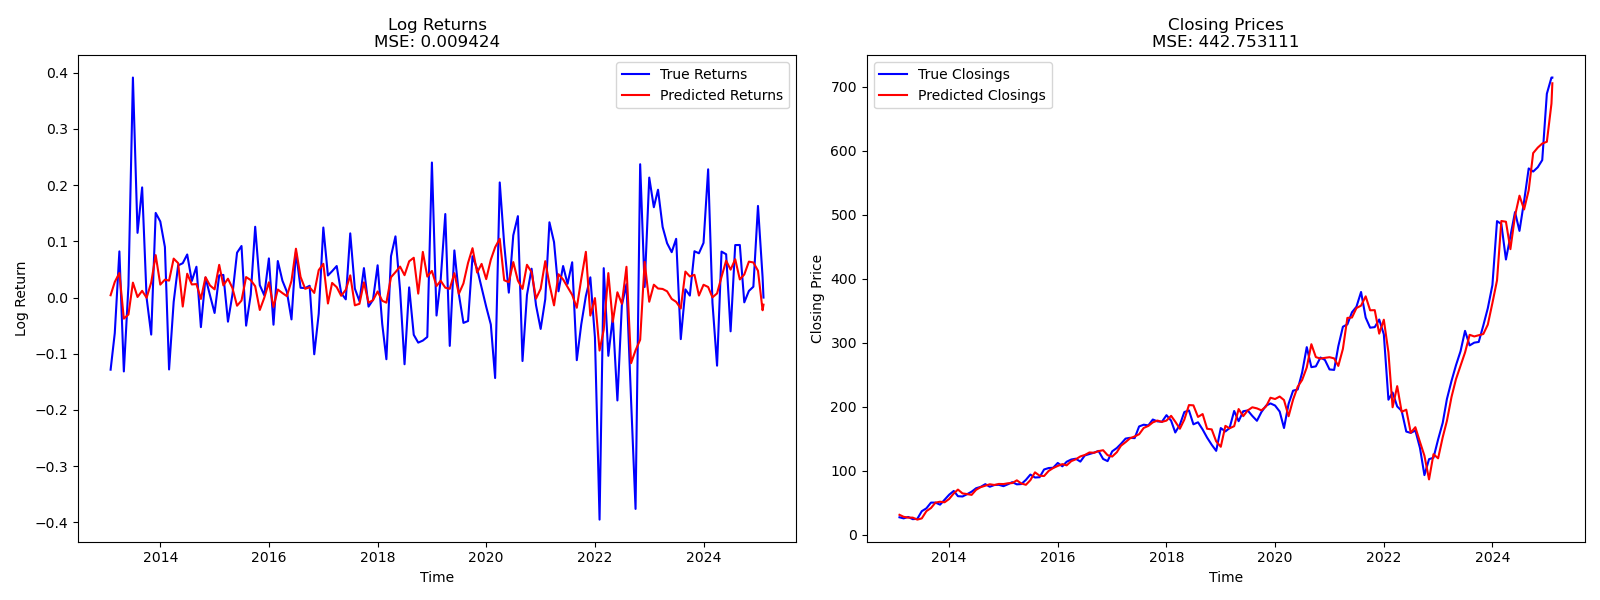 Log Returns
MSE: 0.009424
True Returns
Predicted Returns
0.4
0.3
0.2
0.1
0.0
−0.1
−0.2
−0.3
−0.4
Log Return
2014
2016
2018
2020
2022
2024
Time
Closing Prices
MSE: 442.753111
True Closings
Predicted Closings
700
600
500
400
300
200
100
0
Closing Price
2014
2016
2018
2020
2022
2024
Time